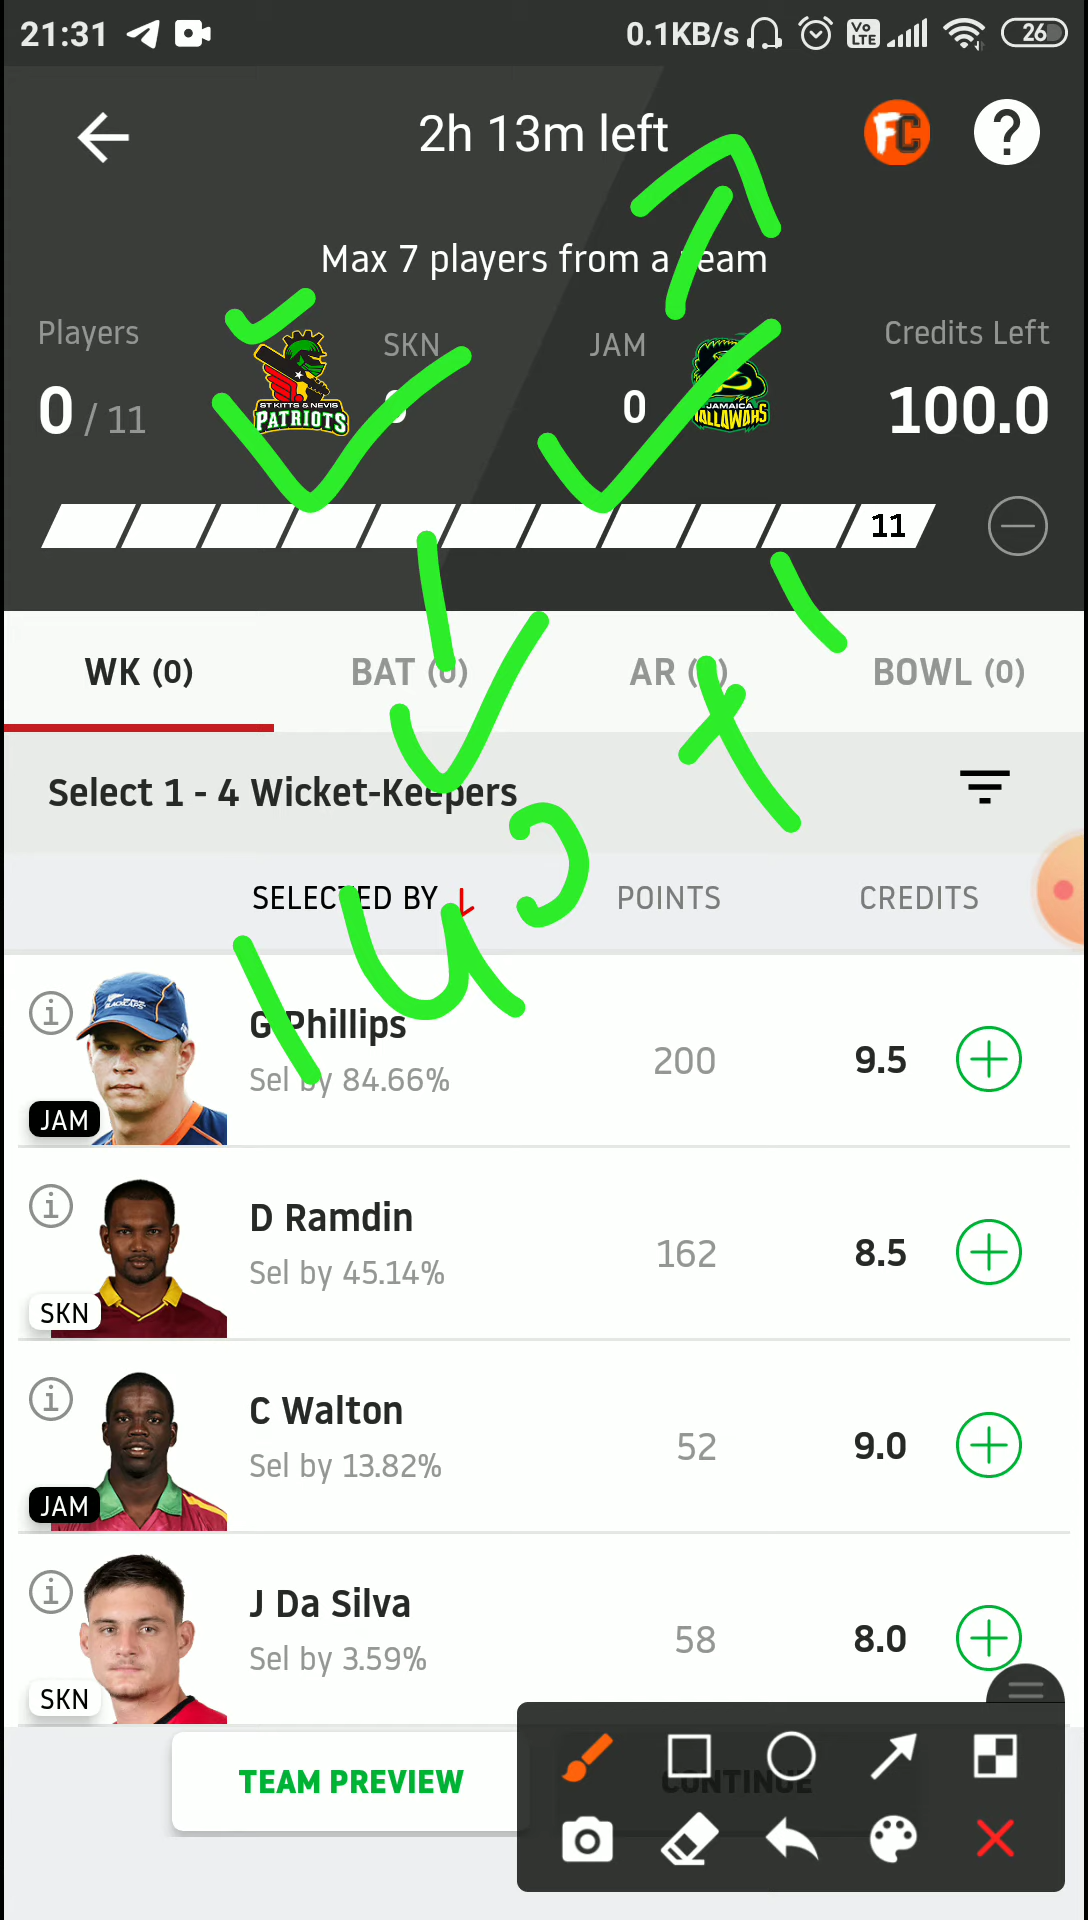 21:31 0.1KB/s Vo LTE 26
2h 13m left FC ?
Max 7 players from a team
Players SKN JAM Credits Left
0 / 11 ST KITTS & NEVIS PATRIOTS 0 0 JAMAICA TALLAWAHS 100.0
11
WK (0) BAT (0) AR (0) BOWL (0)
Select 1 - 4 Wicket-Keepers
SELECTED BY POINTS CREDITS
G Phillips
Sel by 84.66% 200 9.5
JAM
D Ramdin
Sel by 45.14% 162 8.5
SKN
C Walton
Sel by 13.82% 52 9.0
JAM
J Da Silva
Sel by 3.59% 58 8.0
SKN
TEAM PREVIEW CONTINUE